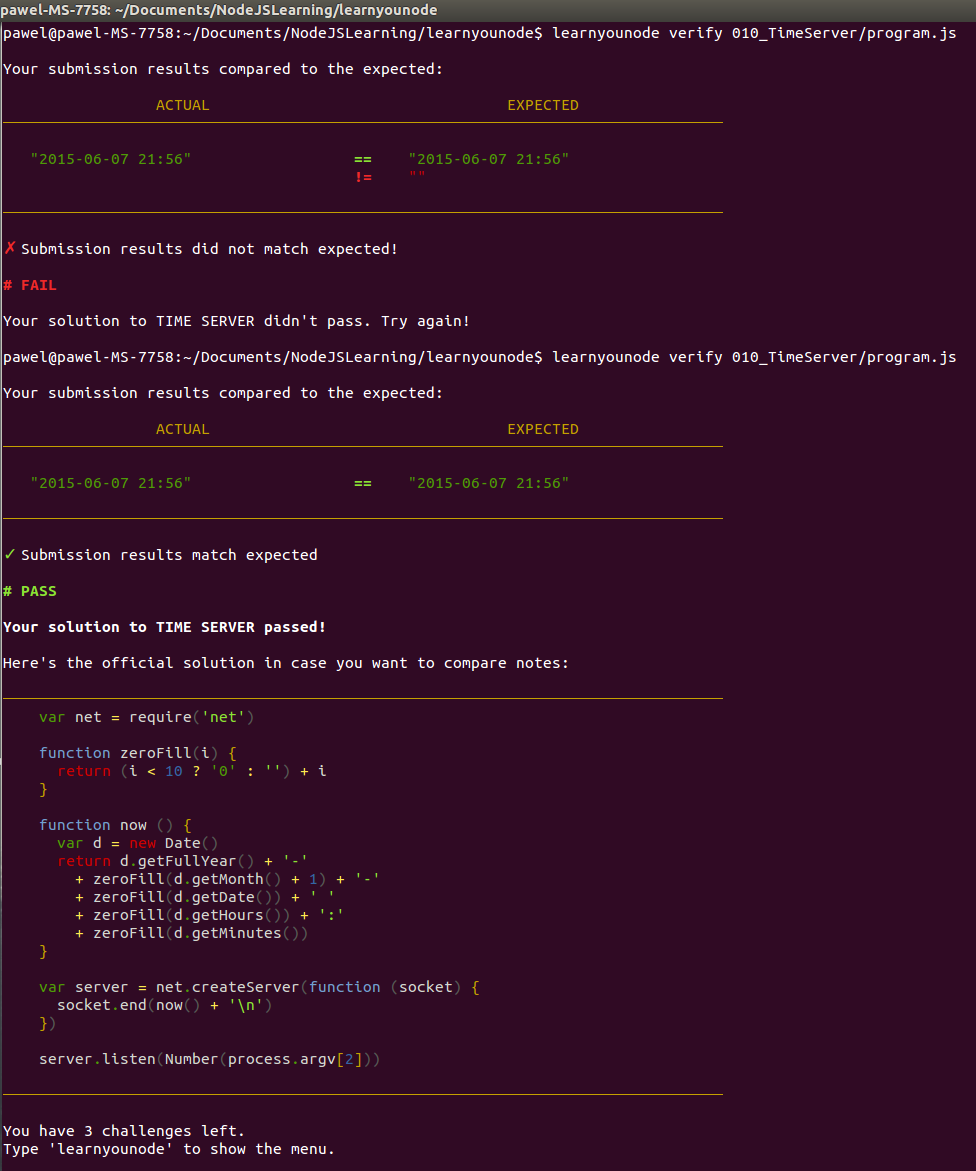 pawel-MS-7758: ~/Documents/NodeJSLearning/learnyounode
pawel@pawel-MS-7758:~/Documents/NodeJSLearning/learnyounode$ learnyounode verify 010_TimeServer/program.js
Your submission results compared to the expected:
ACTUAL EXPECTED
"2015-06-07 21:56" == "2015-06-07 21:56"
!= ""
✗ Submission results did not match expected!
# FAIL
Your solution to TIME SERVER didn't pass. Try again!
pawel@pawel-MS-7758:~/Documents/NodeJSLearning/learnyounode$ learnyounode verify 010_TimeServer/program.js
Your submission results compared to the expected:
ACTUAL EXPECTED
"2015-06-07 21:56" == "2015-06-07 21:56"
✓ Submission results match expected
# PASS
Your solution to TIME SERVER passed!
Here's the official solution in case you want to compare notes:
var net = require('net')
function zeroFill(i) {
return (i < 10 ? '0' : '') + i
}
function now () {
var d = new Date()
return d.getFullYear() + '-'
+ zeroFill(d.getMonth() + 1) + '-'
+ zeroFill(d.getDate()) + ' '
+ zeroFill(d.getHours()) + ':'
+ zeroFill(d.getMinutes())
}
var server = net.createServer(function (socket) {
socket.end(now() + '\n')
})
server.listen(Number(process.argv[2]))
You have 3 challenges left.
Type 'learnyounode' to show the menu.